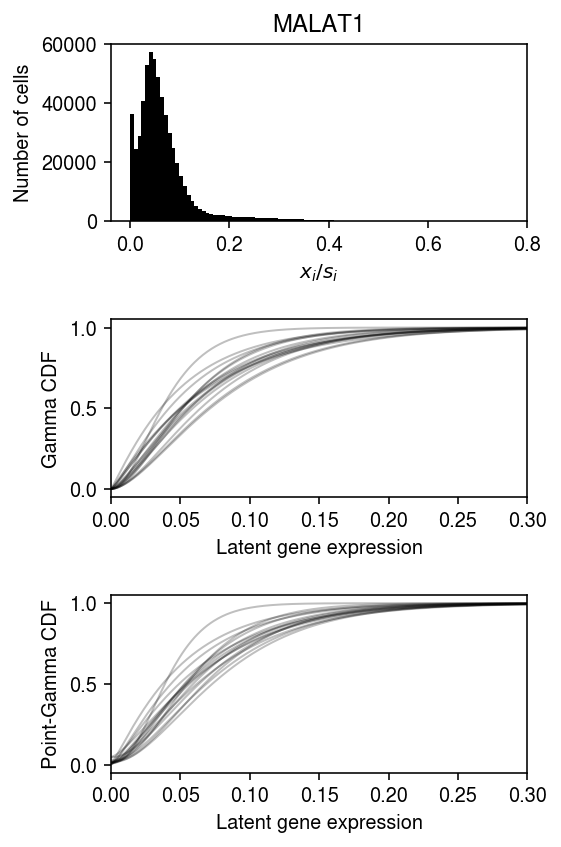 MALAT1
60000
40000
20000
0
Number of cells
0.0 0.2 0.4 0.6 0.8
x_i/s_i
1.0
0.5
0.0
Gamma CDF
0.00 0.05 0.10 0.15 0.20 0.25 0.30
Latent gene expression
1.0
0.5
0.0
Point-Gamma CDF
0.00 0.05 0.10 0.15 0.20 0.25 0.30
Latent gene expression